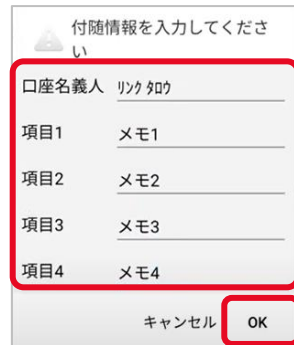 付随情報を入力してくださ
い
口座名義人 ﾘﾝｸ ﾀﾛｳ
項目1 メモ1
項目2 メモ2
項目3 メモ3
項目4 メモ4
キャンセル OK